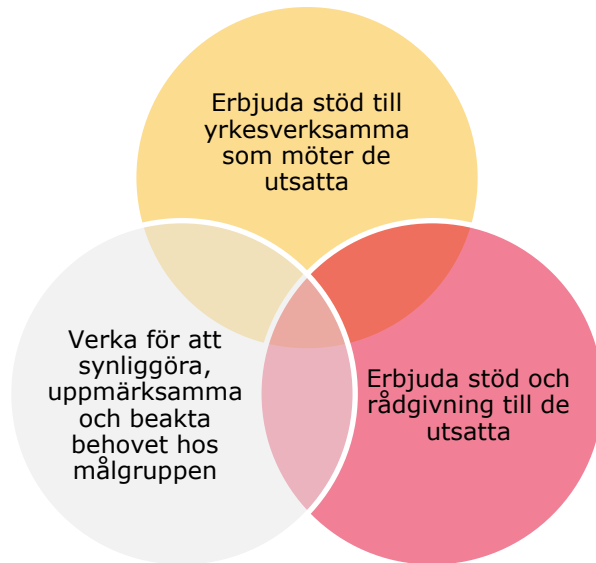 Erbjuda stöd till
yrkesverksamma
som möter de
utsatta
Verka för att
synliggöra,
uppmärksamma
och beakta
behovet hos
målgruppen
Erbjuda stöd och
rådgivning till de
utsatta